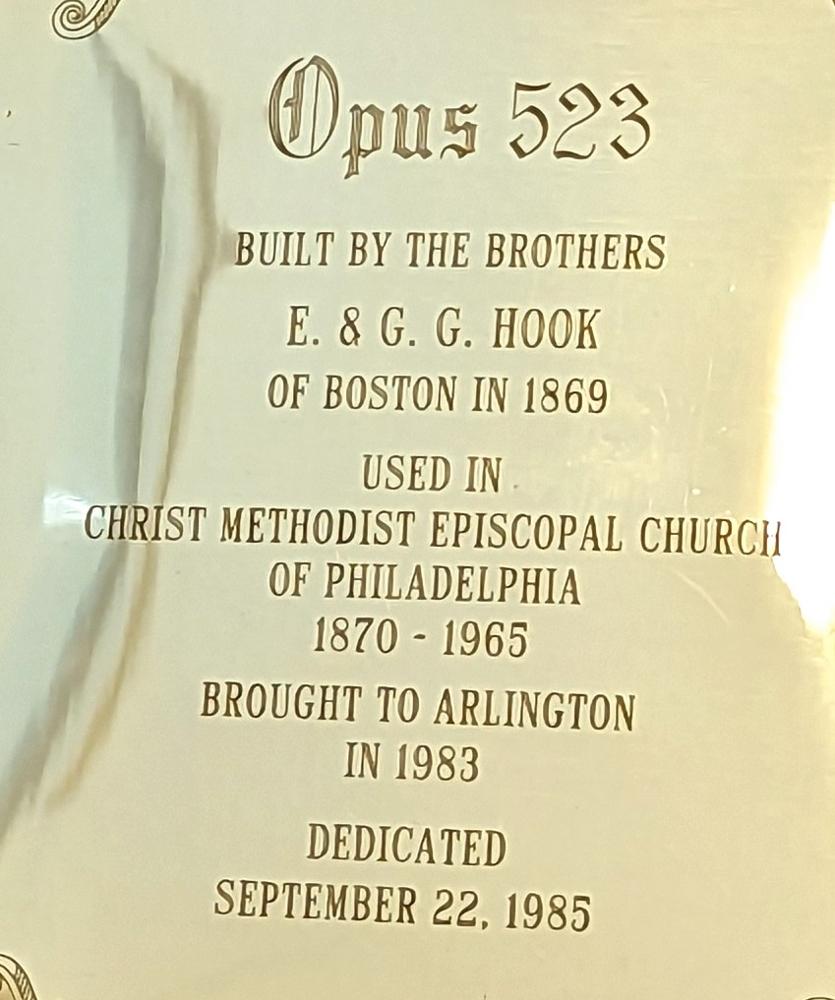 Opus 523
BUILT BY THE BROTHERS
E. & G. G. HOOK
OF BOSTON IN 1869
USED IN
CHRIST METHODIST EPISCOPAL CHURCH
OF PHILADELPHIA
1870 - 1965
BROUGHT TO ARLINGTON
IN 1983
DEDICATED
SEPTEMBER 22, 1985